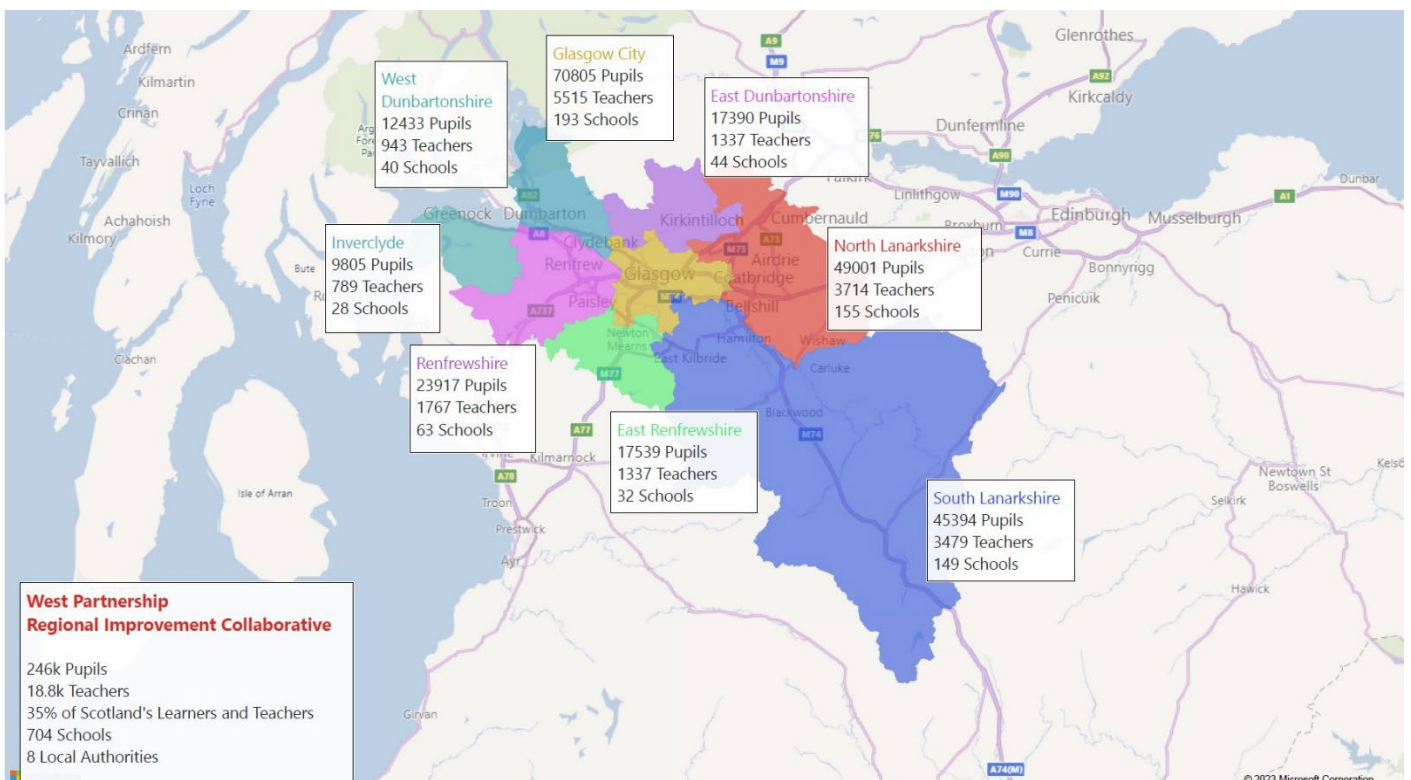 West
Dunbartonshire
12433 Pupils
943 Teachers
40 Schools
Glasgow City
70805 Pupils
5515 Teachers
193 Schools
East Dunbartonshire
17390 Pupils
1337 Teachers
44 Schools
Inverclyde
9805 Pupils
789 Teachers
28 Schools
North Lanarkshire
49001 Pupils
3714 Teachers
155 Schools
Renfrewshire
23917 Pupils
1767 Teachers
63 Schools
East Renfrewshire
17539 Pupils
1337 Teachers
32 Schools
South Lanarkshire
45394 Pupils
3479 Teachers
149 Schools
West Partnership
Regional Improvement Collaborative
246k Pupils
18.8k Teachers
35% of Scotland's Learners and Teachers
704 Schools
8 Local Authorities
Ardfern
Kilmartin
Crinan
Tayvallich
Loch
Fyne
Achahoish
Kilmory
Bute
Clachan
Isle of Arran
Greenock
Dumbarton
A82
A8
Clydebank
Renfrew
Paisley
A737
Glasgow
Kirkintilloch
Cumbernauld
M73
A73
Airdrie
Coatbridge
Bellshill
M74
Newton
Mearns
M77
East Kilbride
Hamilton
Wishaw
Carluke
Blackwood
M74
A77
Kilmarnock
A78
Troon
Prestwick
Ayr
Girvan
A9
M9
Glenrothes
A92
Kirkcaldy
Dunfermline
A90
M90
Linlithgow
Edinburgh
Musselburgh
A1
Dunbar
M8
Currie
Bonnyrigg
Penicuik
Newtown St
Boswells
Selkirk
Hawick
A74(M)
© 2023 Microsoft Corporation